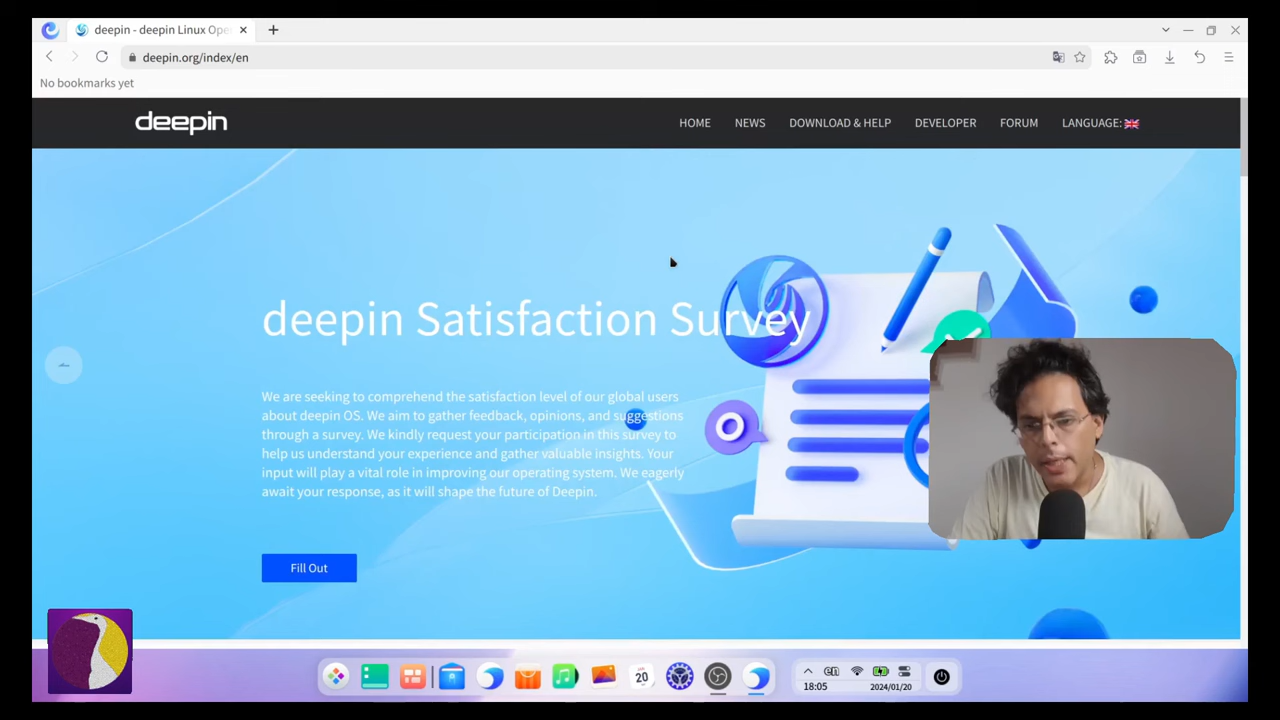 deepin - deepin Linux Ope
deepin.org/index/en
No bookmarks yet
deepin
HOME
NEWS
DOWNLOAD & HELP
DEVELOPER
FORUM
LANGUAGE:
deepin Satisfaction Survey
We are seeking to comprehend the satisfaction level of our global users
about deepin OS. We aim to gather feedback, opinions, and suggestions
through a survey. We kindly request your participation in this survey to
help us understand your experience and gather valuable insights. Your
input will play a vital role in improving our operating system. We eagerly
await your response, as it will shape the future of Deepin.
Fill Out
20
18:05
2024/01/20